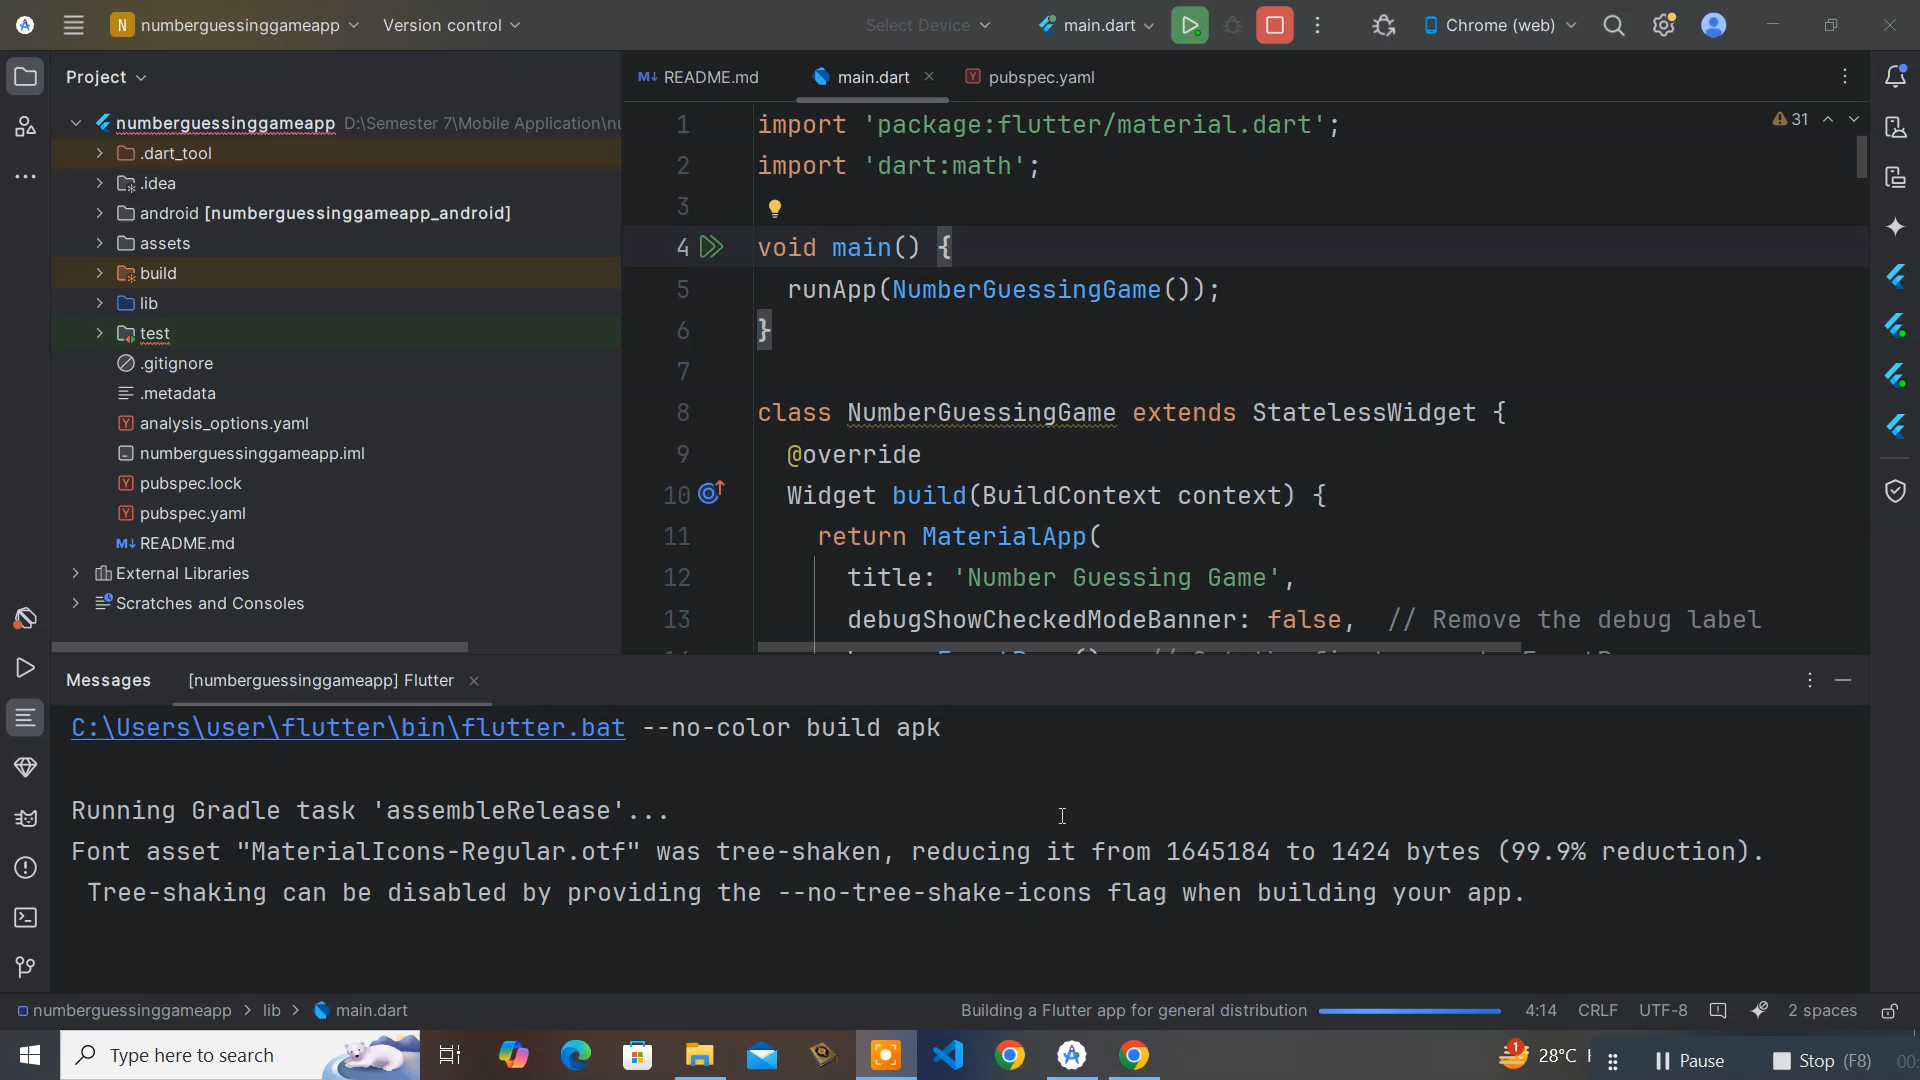 N numberguessinggameapp
Version control
Select Device
main.dart
Chrome (web)
Project
README.md
main.dart
pubspec.yaml
numberguessinggameapp D:\Semester 7\Mobile Application\nu
.dart_tool
.idea
android [numberguessinggameapp_android]
assets
build
lib
test
.gitignore
.metadata
analysis_options.yaml
numberguessinggameapp.iml
pubspec.lock
pubspec.yaml
README.md
External Libraries
Scratches and Consoles
31
1 import 'package:flutter/material.dart';
2 import 'dart:math';
3
4 void main() {
5 runApp(NumberGuessingGame());
6 }
7
8 class NumberGuessingGame extends StatelessWidget {
9 @override
10 Widget build(BuildContext context) {
11 return MaterialApp(
12 title: 'Number Guessing Game',
13 debugShowCheckedModeBanner: false, // Remove the debug label
Messages
[numberguessinggameapp] Flutter
C:\Users\user\flutter\bin\flutter.bat --no-color build apk
Running Gradle task 'assembleRelease'...
Font asset "MaterialIcons-Regular.otf" was tree-shaken, reducing it from 1645184 to 1424 bytes (99.9% reduction).
Tree-shaking can be disabled by providing the --no-tree-shake-icons flag when building your app.
numberguessinggameapp > lib > main.dart
Building a Flutter app for general distribution
4:14
CRLF
UTF-8
2 spaces
Type here to search
1
28°C
Pause
Stop (F8)
00: